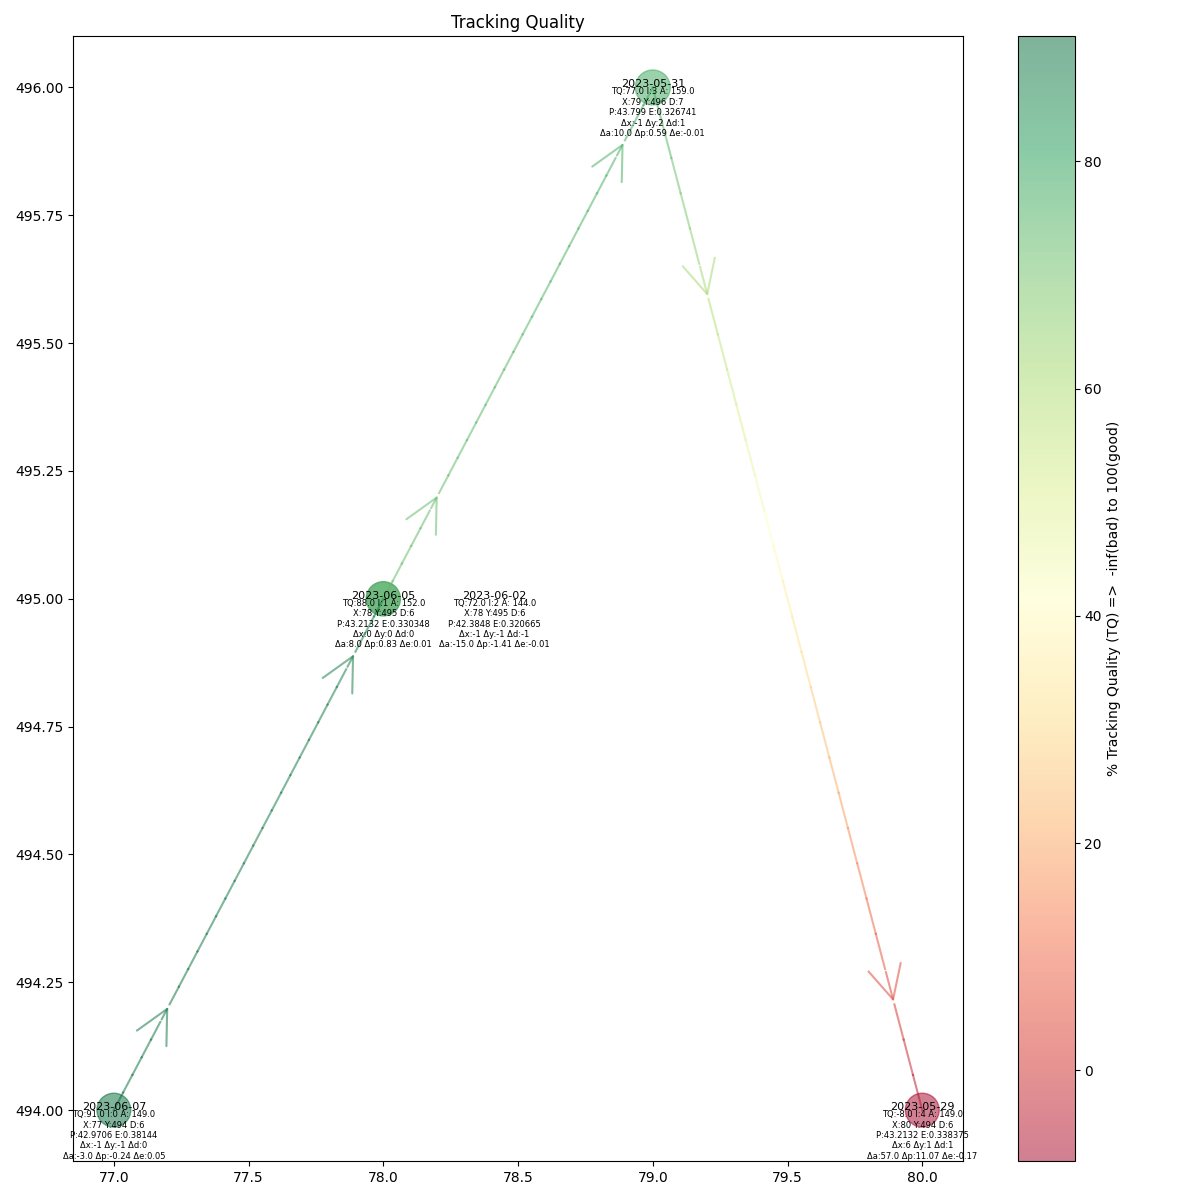 Tracking Quality
496.00
495.75
495.50
495.25
495.00
494.75
494.50
494.25
494.00
77.0
77.5
78.0
78.5
79.0
79.5
80.0
2023-05-31
TQ:77.0 I:3 A: 159.0
X:79 Y:496 D:7
P:43.799 E:0.326741
Δx:-1 Δy:2 Δd:1
Δa:10.0 Δp:0.59 Δe:-0.01
2023-06-05
TQ:88.0 I:1 A: 152.0
X:78 Y:495 D:6
P:43.2132 E:0.330348
Δx:0 Δy:0 Δd:0
Δa:8.0 Δp:0.83 Δe:0.01
2023-06-02
TQ:72.0 I:2 A: 144.0
X:78 Y:495 D:6
P:42.3848 E:0.320665
Δx:-1 Δy:-1 Δd:-1
Δa:-15.0 Δp:-1.41 Δe:-0.01
2023-06-07
TQ:91.0 I:0 A: 149.0
X:77 Y:494 D:6
P:42.9706 E:0.38144
Δx:-1 Δy:-1 Δd:0
Δa:-3.0 Δp:-0.24 Δe:0.05
2023-05-29
TQ:-8.0 I:4 A: 149.0
X:80 Y:494 D:6
P:43.2132 E:0.338375
Δx:6 Δy:1 Δd:1
Δa:57.0 Δp:11.07 Δe:-0.17
80
60
40
20
0
% Tracking Quality (TQ) => -inf(bad) to 100(good)